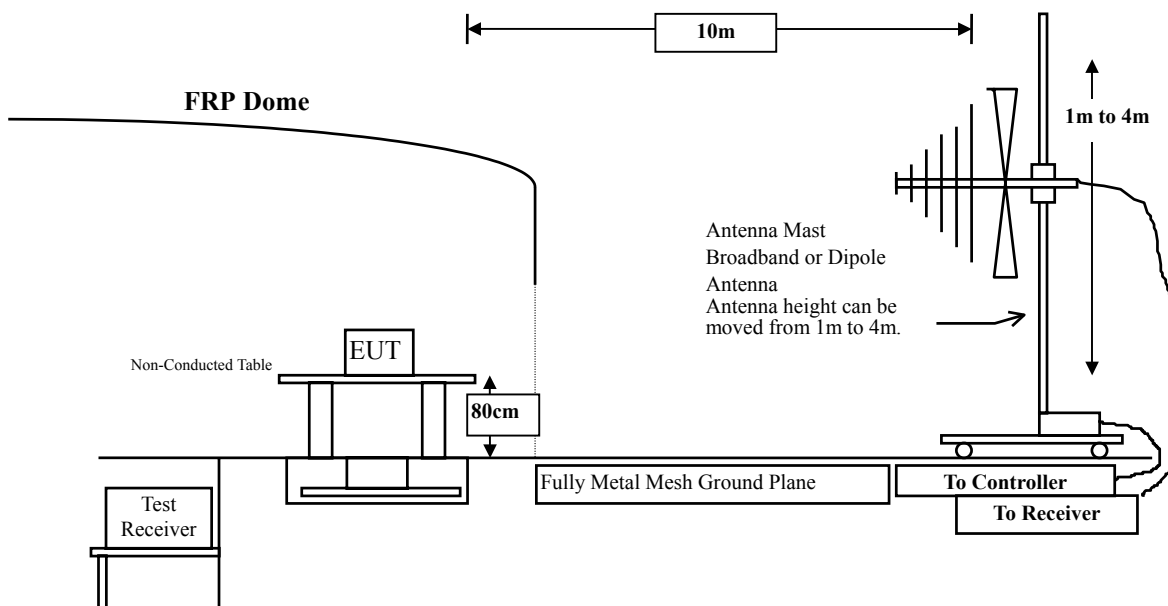 10m
FRP Dome
1m to 4m
Antenna Mast
Broadband or Dipole
Antenna
Antenna height can be
moved from 1m to 4m.
EUT
Non-Conducted Table
80cm
Fully Metal Mesh Ground Plane
To Controller
Test
Receiver
To Receiver